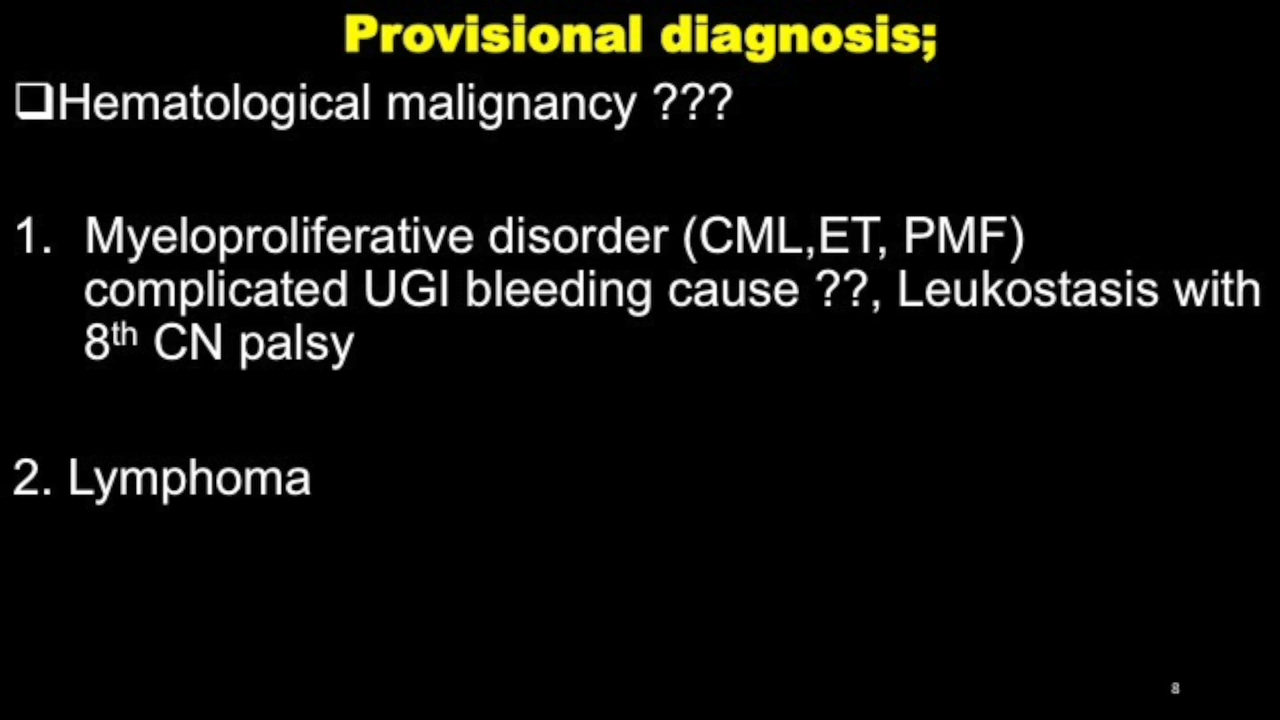 Provisional diagnosis;
❑Hematological malignancy ???
1. Myeloproliferative disorder (CML,ET, PMF)
complicated UGI bleeding cause ??, Leukostasis with
8th CN palsy
2. Lymphoma
8